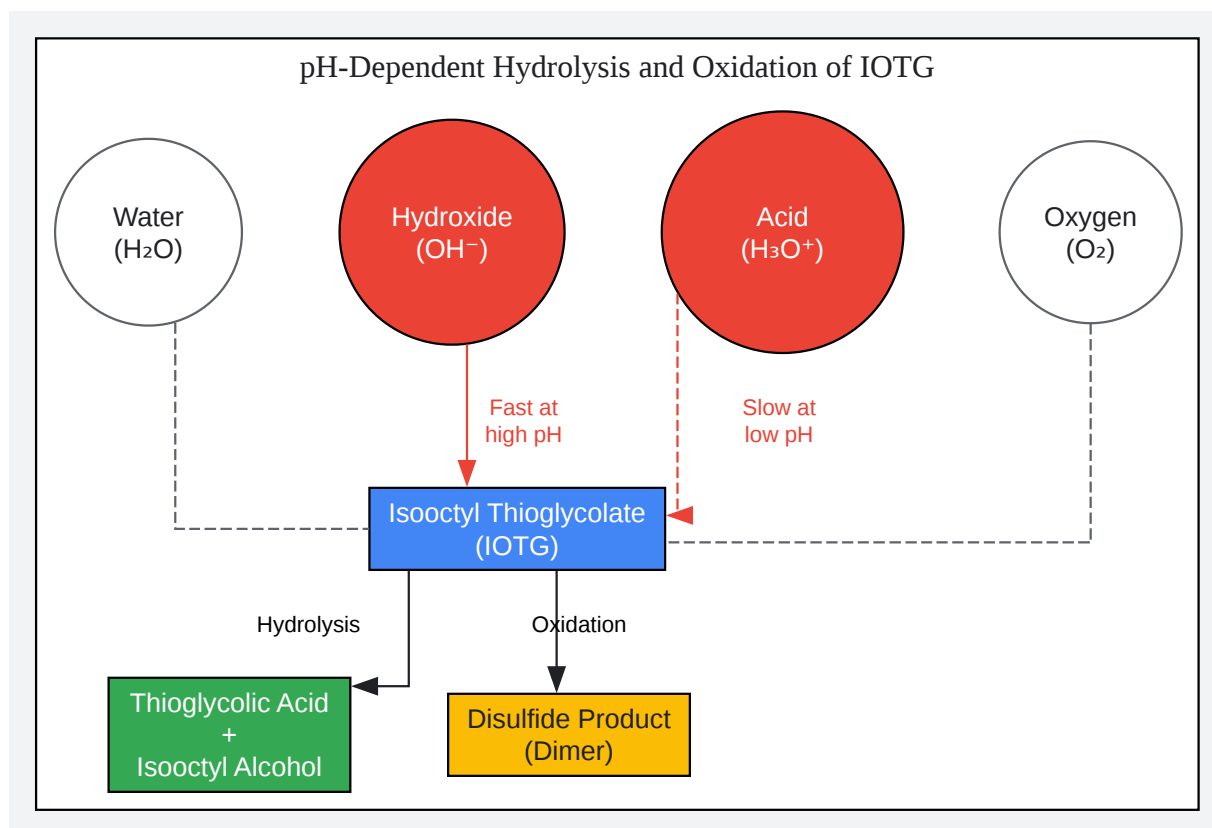 pH-Dependent Hydrolysis and Oxidation of IOTG
Water
(H₂O)
Hydroxide
(OH⁻)
Acid
(H₃O⁺)
Oxygen
(O₂)
Fast at
high pH
Slow at
low pH
Isooctyl Thioglycolate
(IOTG)
Hydrolysis
Oxidation
Thioglycolic Acid
+
Isooctyl Alcohol
Disulfide Product
(Dimer)